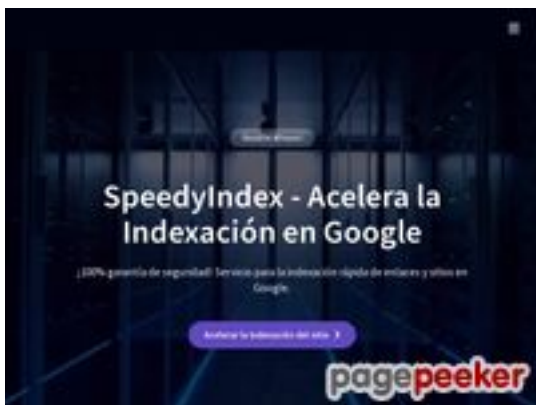 SpeedyIndex - Acelera la
Indexación en Google
¡100% garantía de seguridad! Servicio para la indexación rápida de enlaces y sitios en
Google.
Acelerar la indexación del sitio
pagepeeker